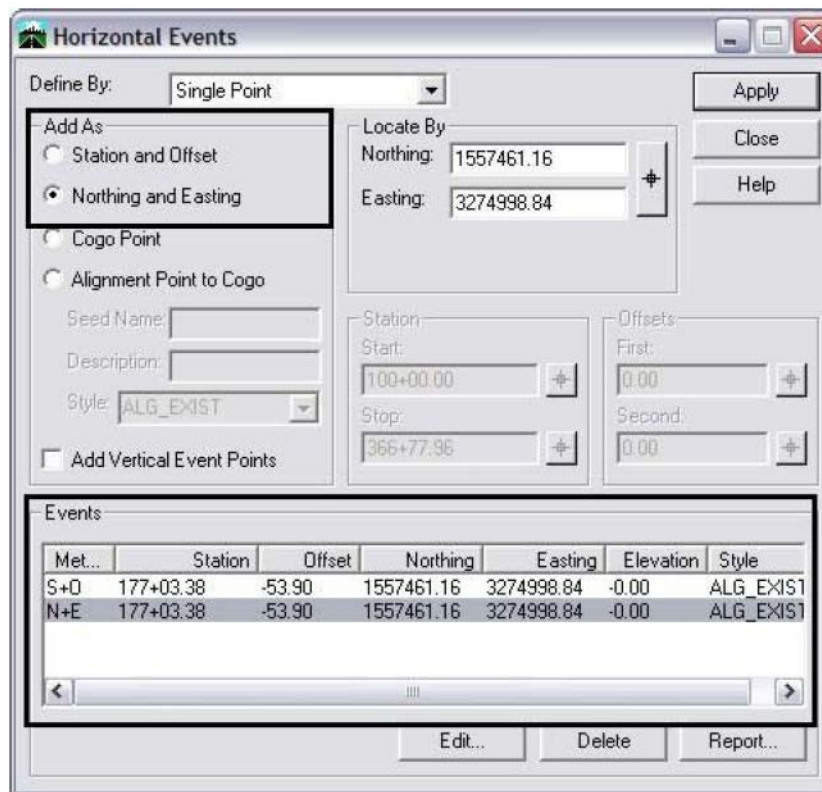 Horizontal Events
Define By: Single Point
Apply
Close
Help
Add As
Station and Offset
Northing and Easting
Cogo Point
Alignment Point to Cogo
Seed Name:
Description:
Style: ALG_EXIST
Add Vertical Event Points
Locate By
Northing: 1557461.16
Easting: 3274998.84
Station
Start:
100+00.00
Stop:
366+77.96
Offsets
First:
0.00
Second:
0.00
Events
Met... Station Offset Northing Easting Elevation Style
S+O 177+03.38 -53.90 1557461.16 3274998.84 -0.00 ALG_EXIST
N+E 177+03.38 -53.90 1557461.16 3274998.84 -0.00 ALG_EXIST
Edit... Delete Report...